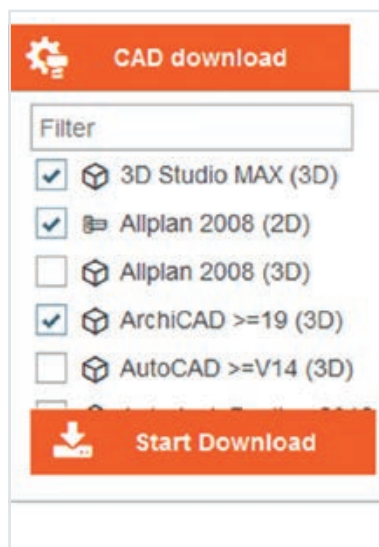 CAD download
Filter
3D Studio MAX (3D)
Allplan 2008 (2D)
Allplan 2008 (3D)
ArchiCAD >=19 (3D)
AutoCAD >=V14 (3D)
Start Download